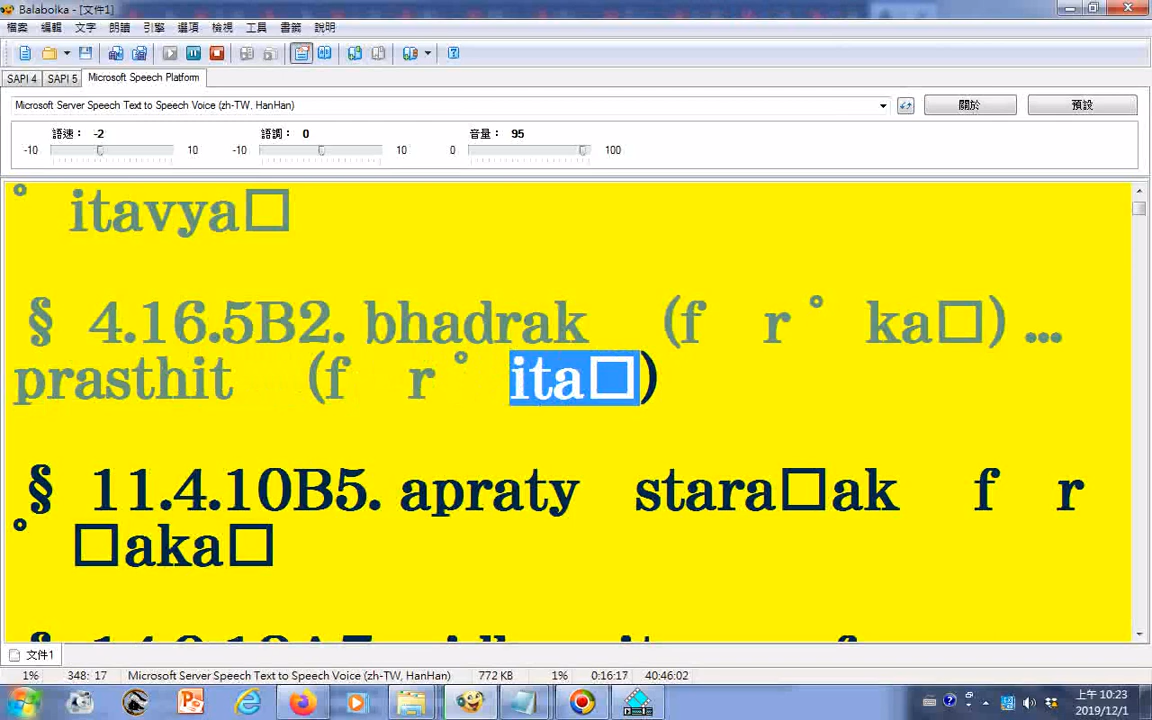 Balabolka - [文件1]
檔案 編輯 文字 朗讀 引擎 選項 檢視 工具 書籤 說明
SAPI 4 SAPI 5 Microsoft Speech Platform
Microsoft Server Speech Text to Speech Voice (zh-TW, HanHan) 關於 預設
語速： -2 語調： 0 音量： 95
-10 10 -10 10 0 100
° itavya□
§ 4.16.5B2. bhadrak (f r ° ka□) ...
prasthit (f r ° ita□)
§ 11.4.10B5. apraty stara□ak f r
° □aka□
文件1
1% 348: 17 Microsoft Server Speech Text to Speech Voice (zh-TW, HanHan) 772 KB 1% 0:16:17 40:46:02
上午 10:23
2019/12/1